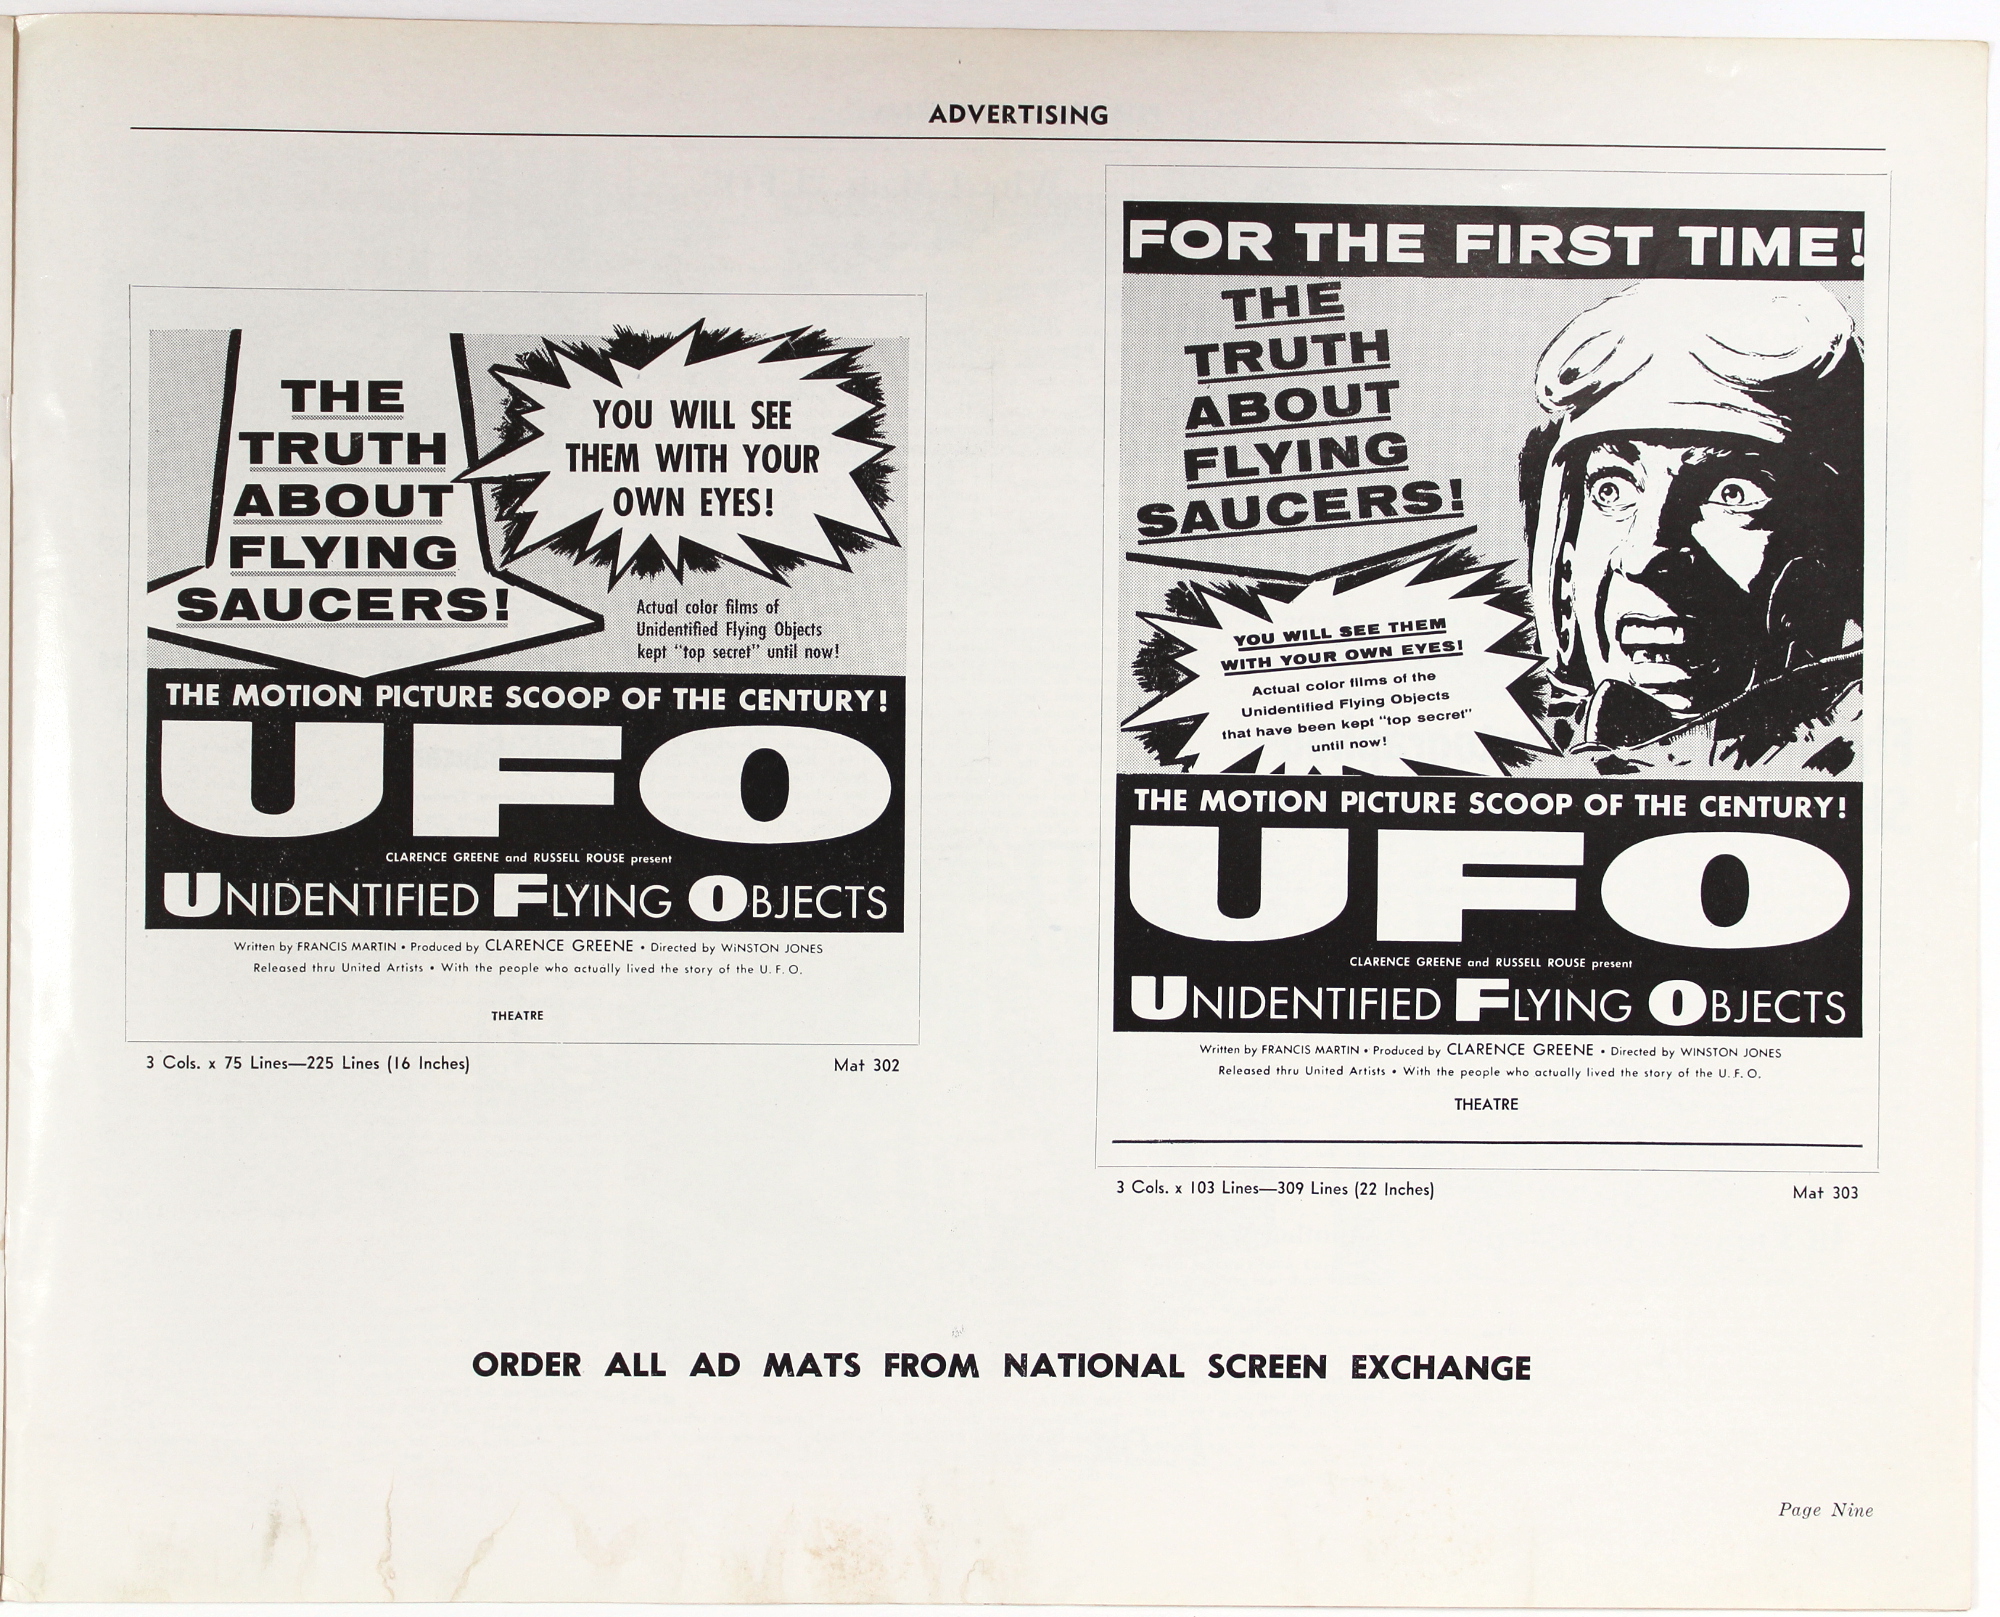 ADVERTISING
THE
TRUTH
ABOUT
FLYING
SAUCERS!
YOU WILL SEE
THEM WITH YOUR
OWN EYES!
Actual color films of
Unidentified Flying Objects
kept "top secret" until now!
THE MOTION PICTURE SCOOP OF THE CENTURY!
UFO
CLARENCE GREENE and RUSSELL ROUSE present
UNIDENTIFIED FLYING OBJECTS
Written by FRANCIS MARTIN • Produced by CLARENCE GREENE • Directed by WiNSTON JONES
Released thru United Artists • With the people who actually lived the story of the U. F. O.
THEATRE
3 Cols. x 75 Lines—225 Lines (16 Inches)
Mat 302
FOR THE FIRST TIME!
THE
TRUTH
ABOUT
FLYING
SAUCERS!
YOU WILL SEE THEM
WITH YOUR OWN EYES!
Actual color films of the
Unidentified Flying Objects
that have been kept "top secret"
until now!
THE MOTION PICTURE SCOOP OF THE CENTURY!
UFO
CLARENCE GREENE and RUSSELL ROUSE present
UNIDENTIFIED FLYING OBJECTS
Written by FRANCIS MARTIN • Produced by CLARENCE GREENE • Directed by WINSTON JONES
Released thru United Artists • With the people who actually lived the story of the U. F. O.
THEATRE
3 Cols. x 103 Lines—309 Lines (22 Inches)
Mat 303
ORDER ALL AD MATS FROM NATIONAL SCREEN EXCHANGE
Page Nine